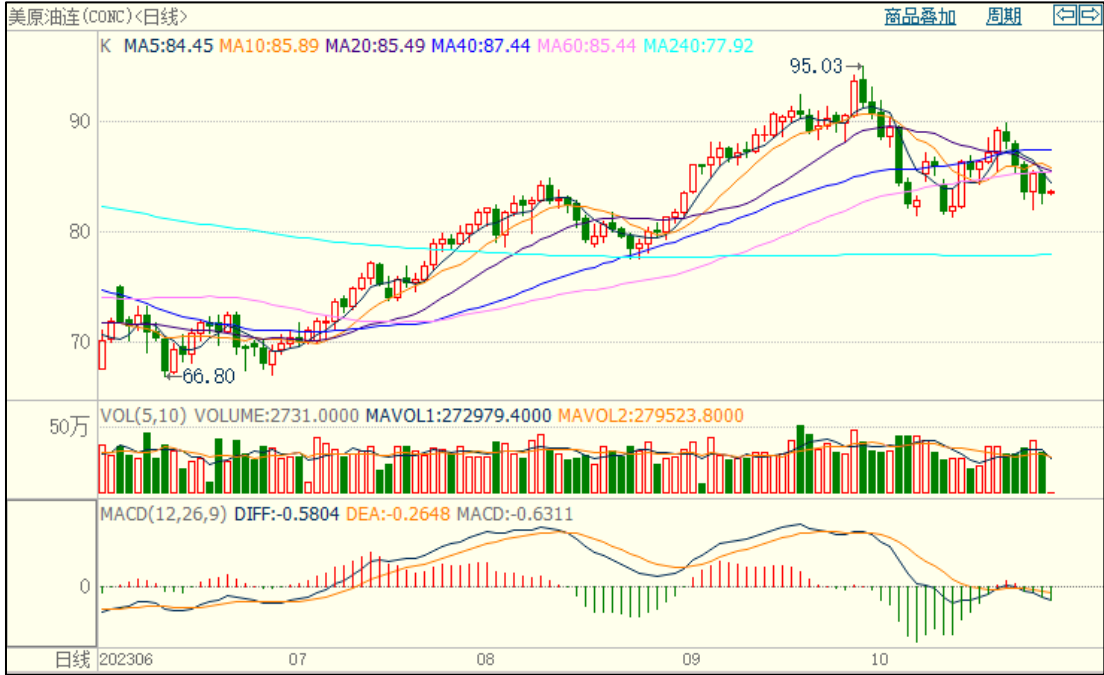 美原油连(CONC)<日线> 商品叠加 周期
K MA5:84.45 MA10:85.89 MA20:85.49 MA40:87.44 MA60:85.44 MA240:77.92
95.03
90
80
70
66.80
50万
VOL(5,10) VOLUME:2731.0000 MAVOL1:272979.4000 MAVOL2:279523.8000
MACD(12,26,9) DIFF:-0.5804 DEA:-0.2648 MACD:-0.6311
0
日线 202306 07 08 09 10